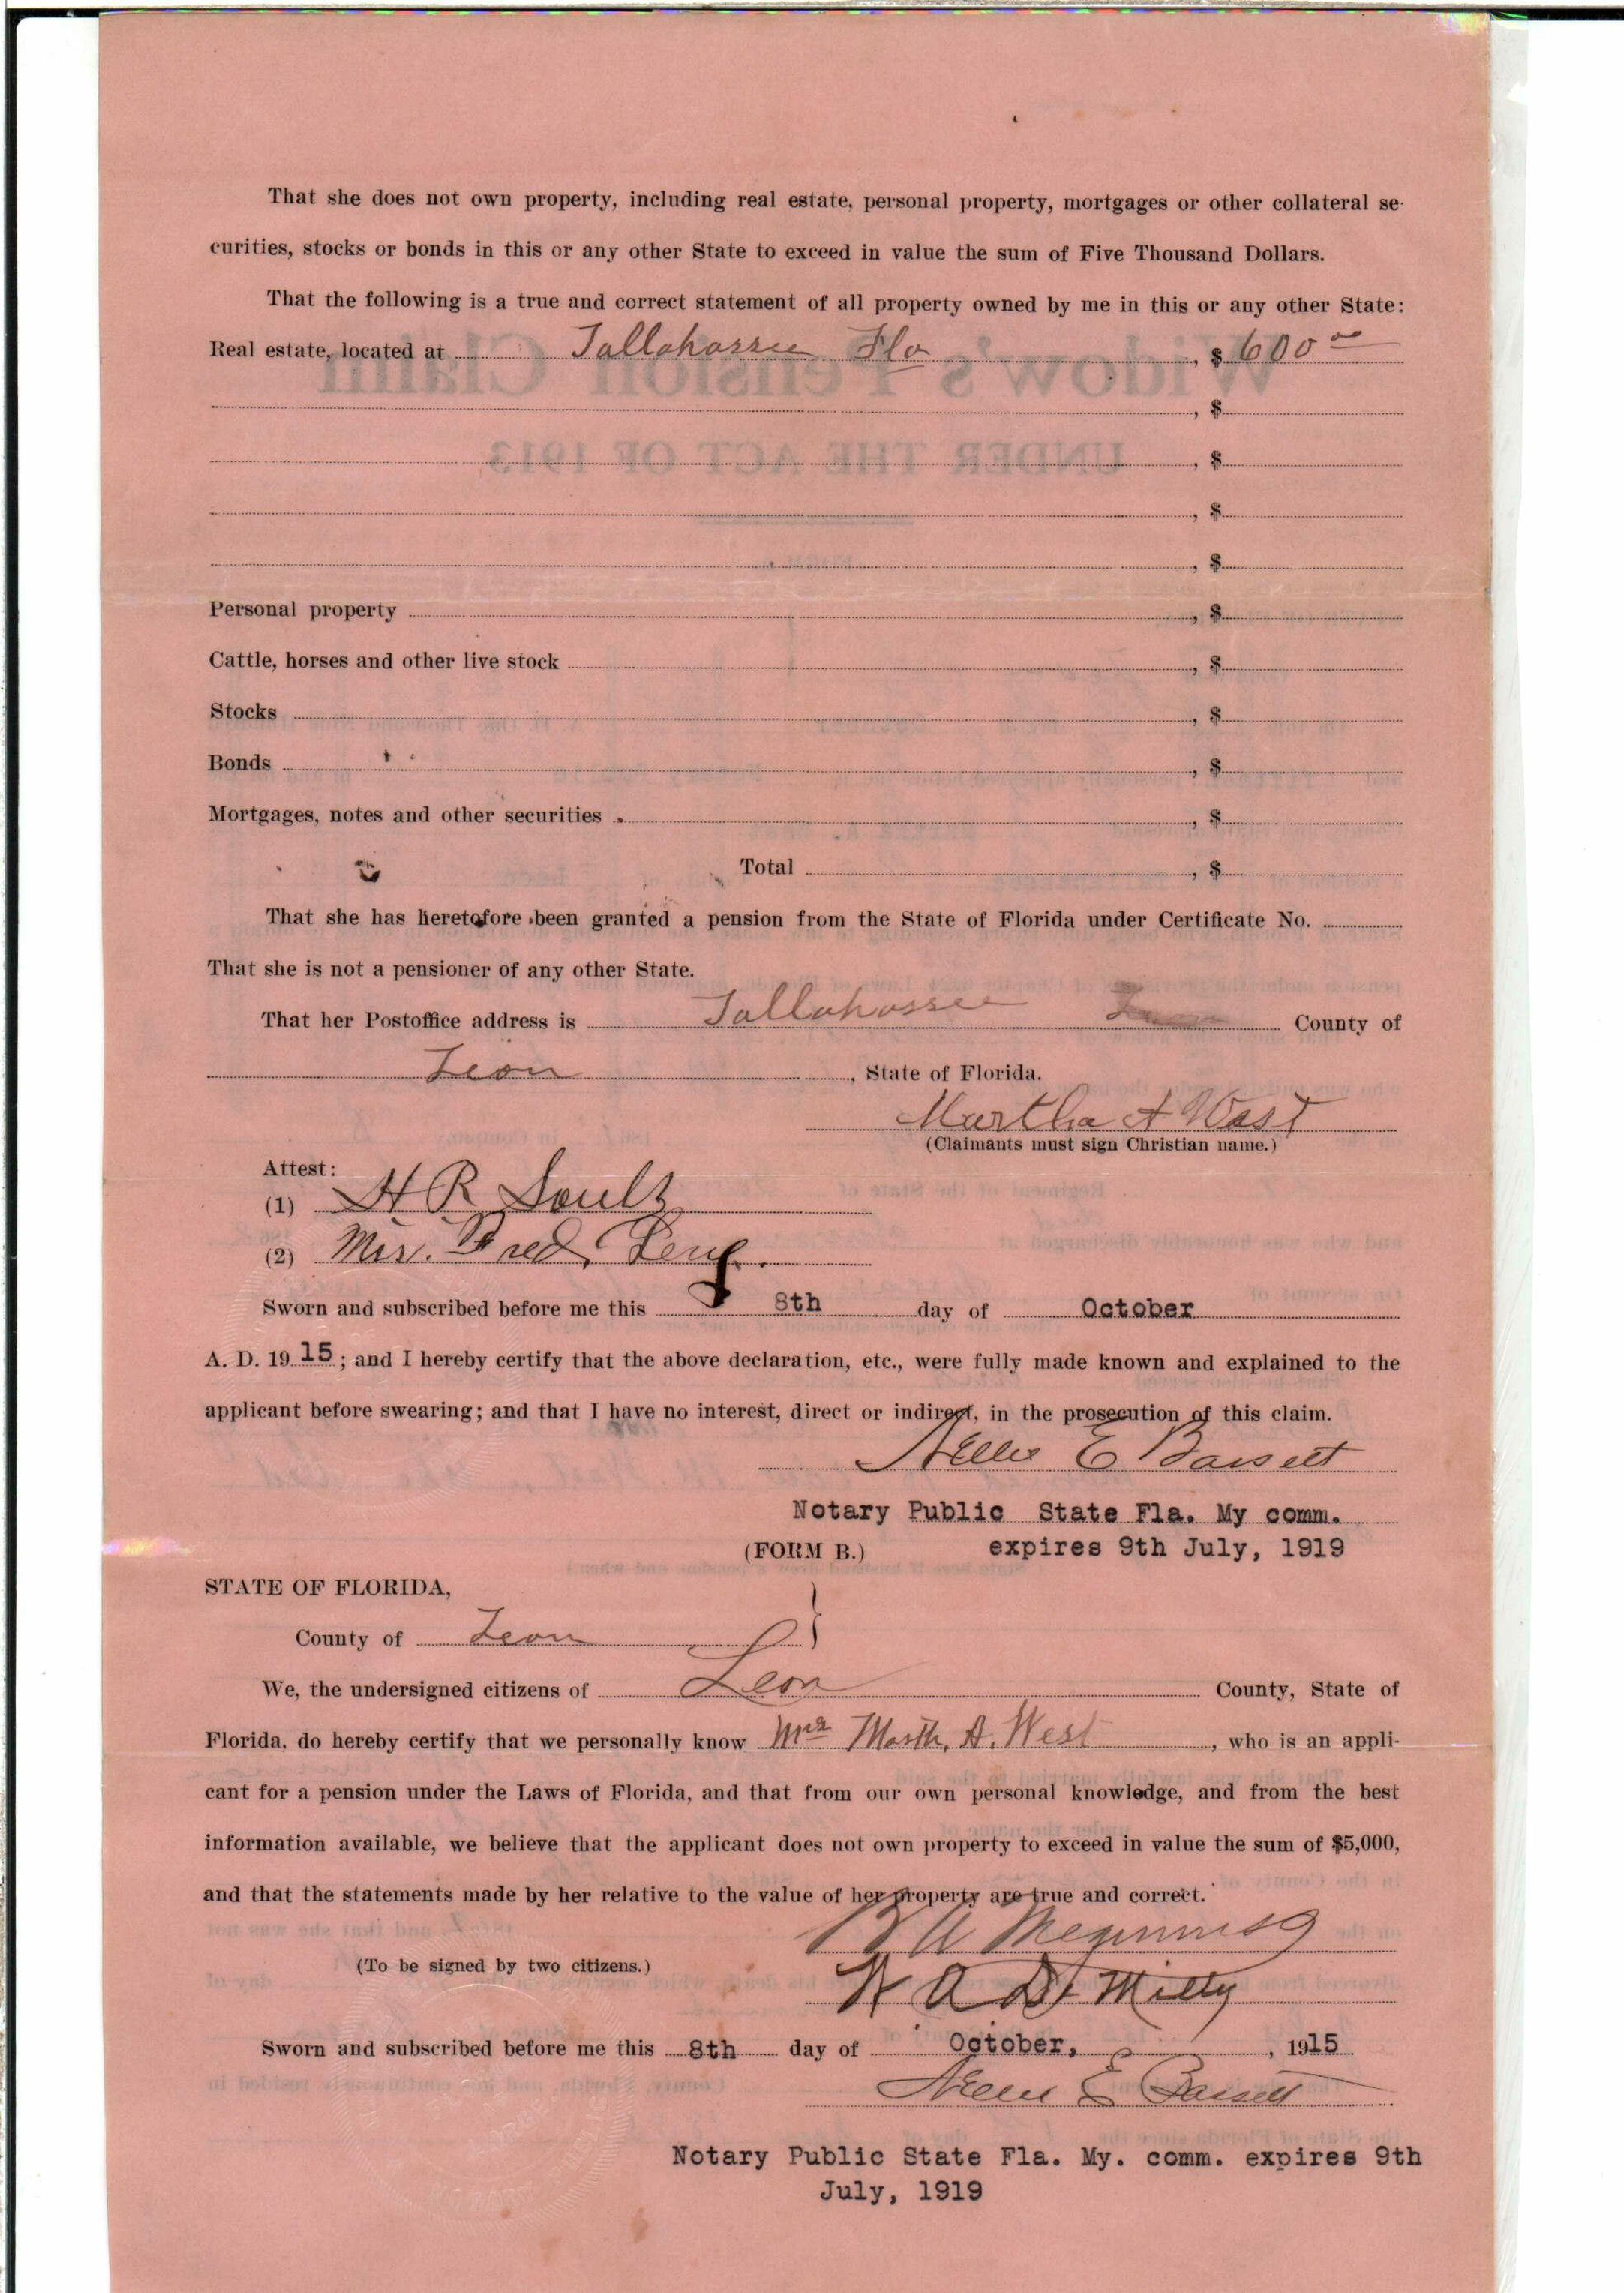 That she does not own property, including real estate, personal property, mortgages or other collateral se-
curities, stocks or bonds in this or any other State to exceed in value the sum of Five Thousand Dollars.
That the following is a true and correct statement of all property owned by me in this or any other State:
Real estate, located at Tallahassee Fla , $ 600 00
, $
, $
, $
, $
Personal property , $
Cattle, horses and other live stock , $
Stocks , $
Bonds , $
Mortgages, notes and other securities , $
Total , $
That she has heretofore been granted a pension from the State of Florida under Certificate No.
That she is not a pensioner of any other State.
That her Postoffice address is Tallahassee County of
Leon , State of Florida.
Martha A West
(Claimants must sign Christian name.)
Attest:
(1) H R
(2) Mrs. Fred.
Sworn and subscribed before me this 8th day of October
A. D. 19 15 ; and I hereby certify that the above declaration, etc., were fully made known and explained to the
applicant before swearing; and that I have no interest, direct or indirect, in the prosecution of this claim.
Nellie E Bassett
Notary Public State Fla. My comm.
(FORM B.) expires 9th July, 1919
STATE OF FLORIDA,
County of Leon }
We, the undersigned citizens of Leon County, State of
Florida, do hereby certify that we personally know Mrs Martha A. West , who is an appli-
cant for a pension under the Laws of Florida, and that from our own personal knowledge, and from the best
information available, we believe that the applicant does not own property to exceed in value the sum of $5,000,
and that the statements made by her relative to the value of her property are true and correct.
(To be signed by two citizens.)
Sworn and subscribed before me this 8th day of October, , 1915
Nellie E Bassett
Notary Public State Fla. My. comm. expires 9th
July, 1919